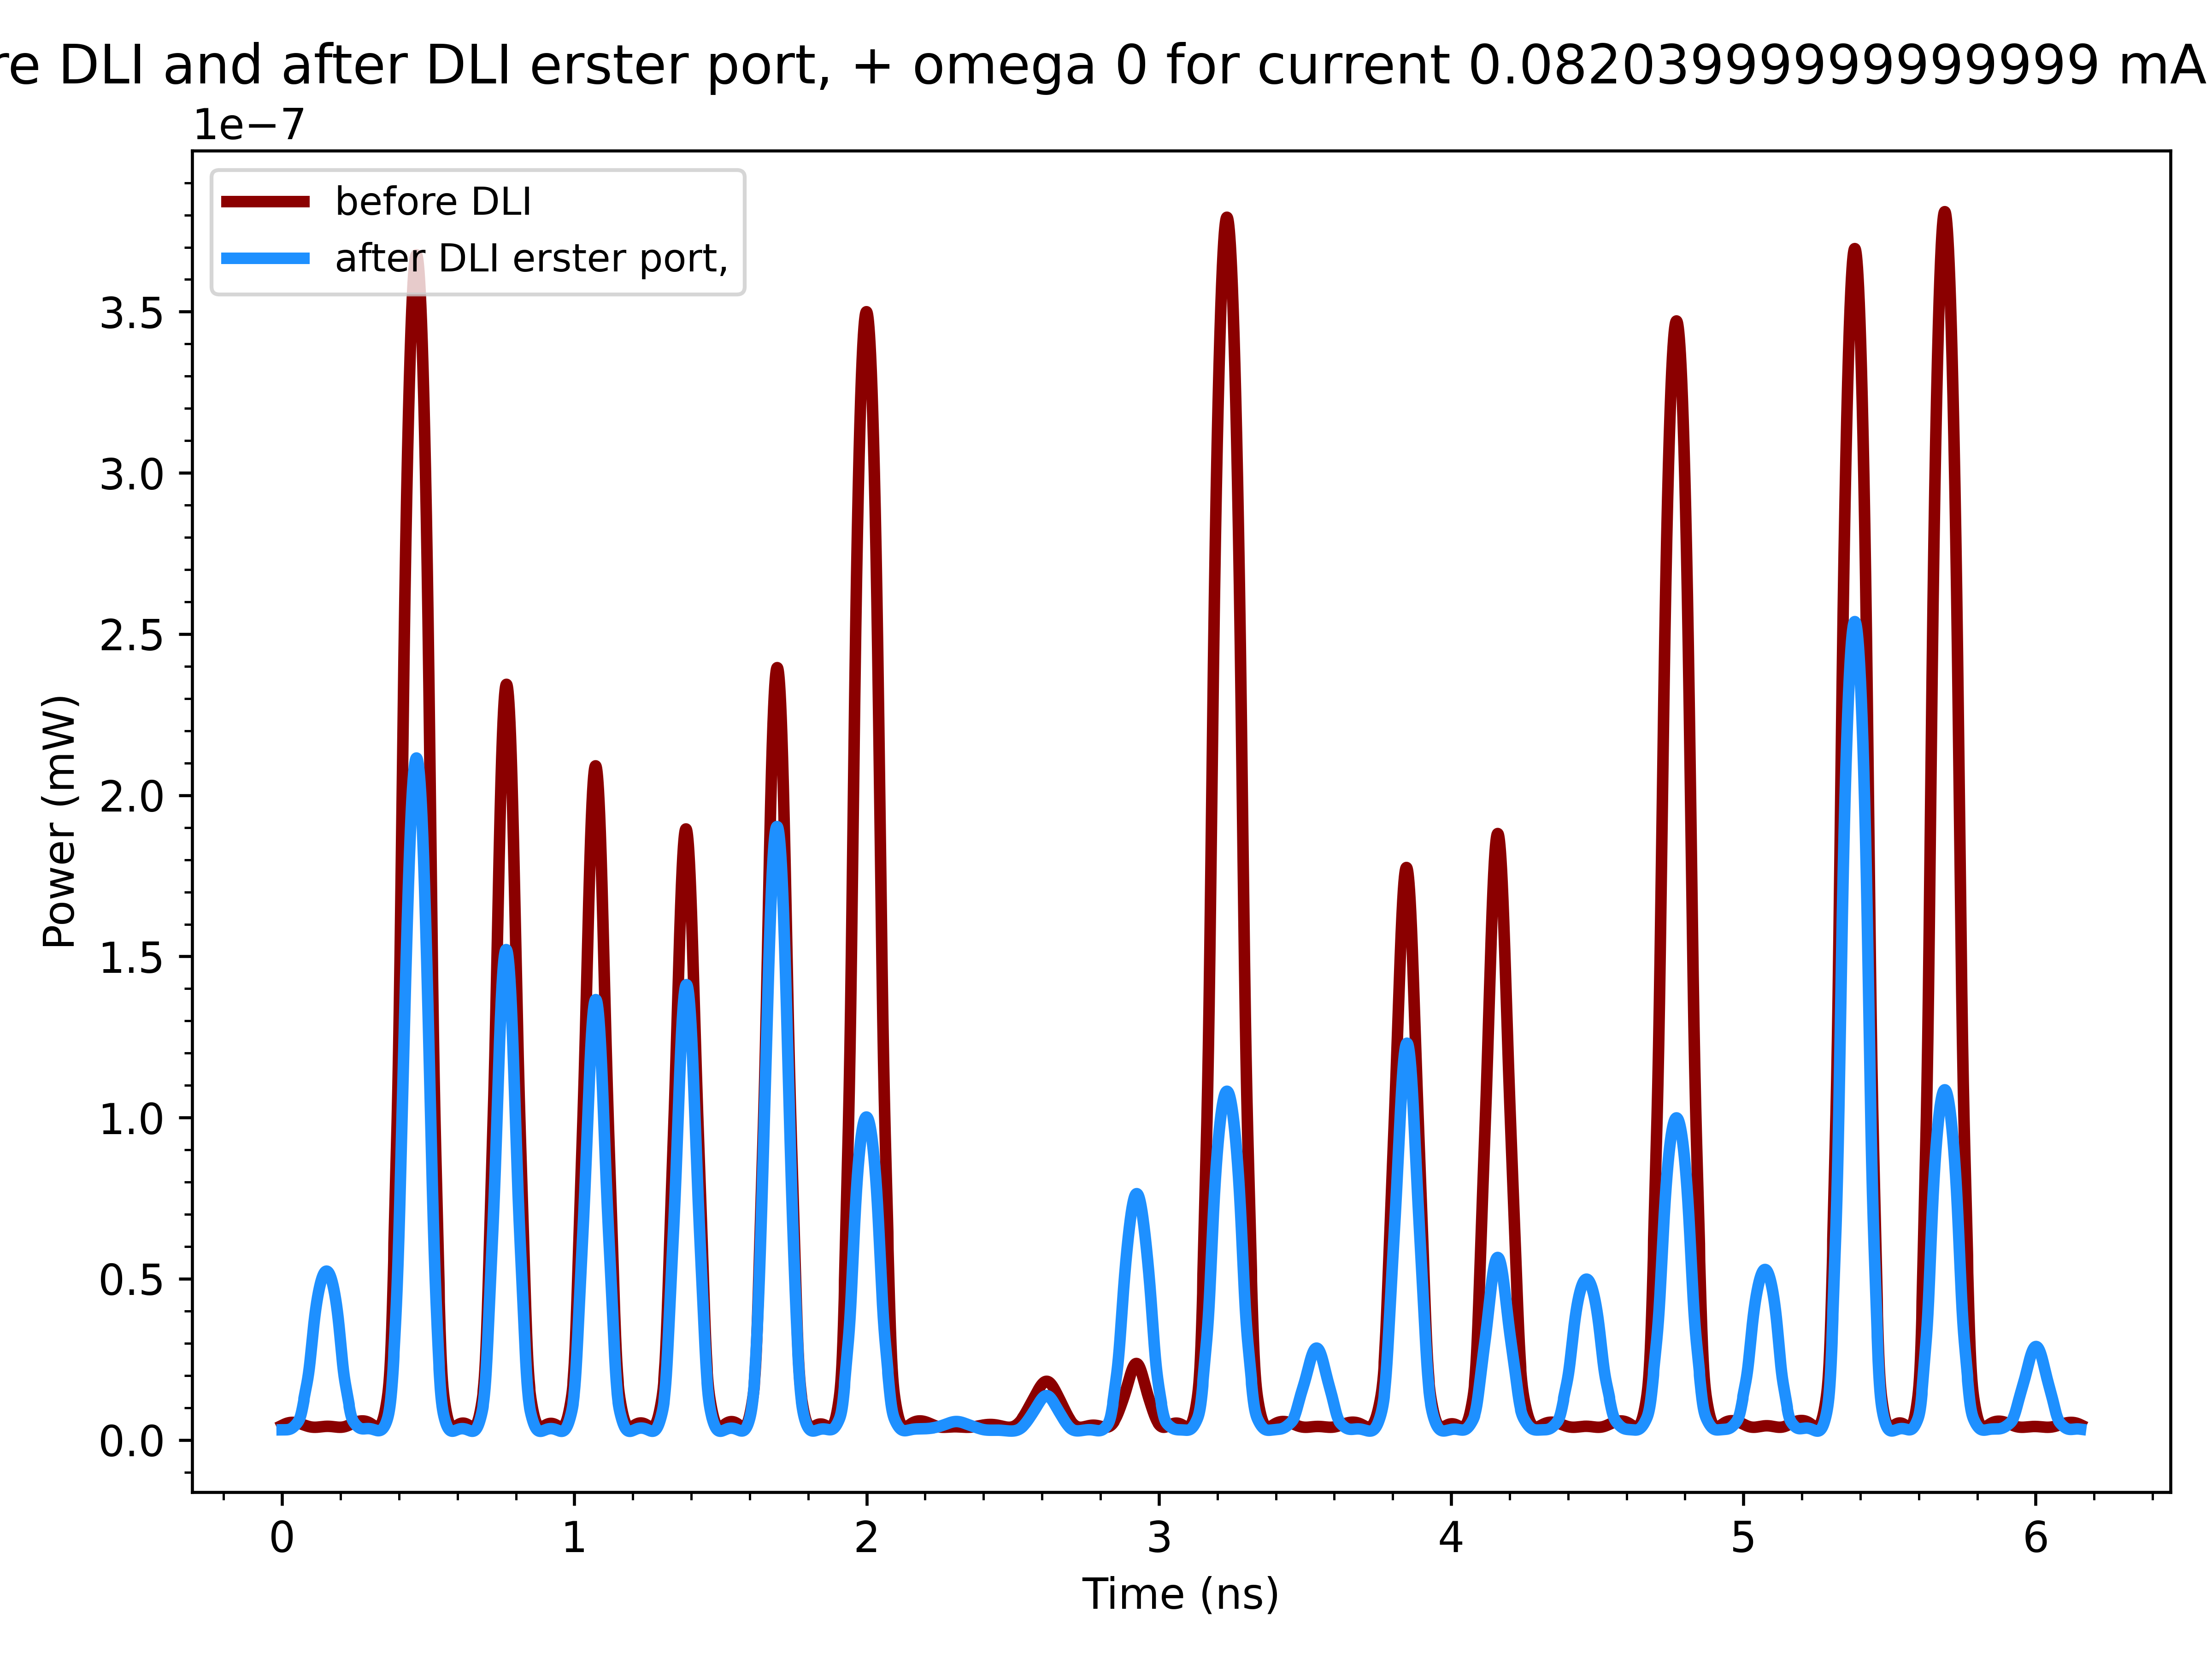 re DLI and after DLI erster port, + omega 0 for current 0.08203999999999999 mA
1e−7
before DLI
after DLI erster port,
3.5
3.0
2.5
2.0
1.5
1.0
0.5
0.0
Power (mW)
0 1 2 3 4 5 6
Time (ns)